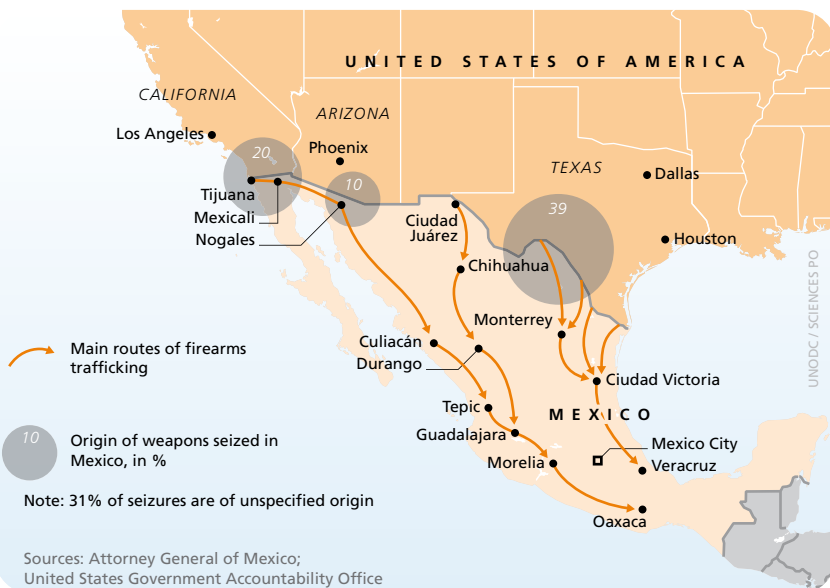 UNITED STATES OF AMERICA
CALIFORNIA
ARIZONA
Los Angeles
Phoenix
20
10
TEXAS
Dallas
39
Tijuana
Mexicali
Nogales
Ciudad
Juárez
Houston
Chihuahua
UNODC / SCIENCES PO
Monterrey
Culiacán
Durango
Main routes of firearms
trafficking
Ciudad Victoria
Tepic
MEXICO
Guadalajara
10
Origin of weapons seized in
Mexico, in %
Mexico City
Morelia
Veracruz
Note: 31% of seizures are of unspecified origin
Oaxaca
Sources: Attorney General of Mexico;
United States Government Accountability Office